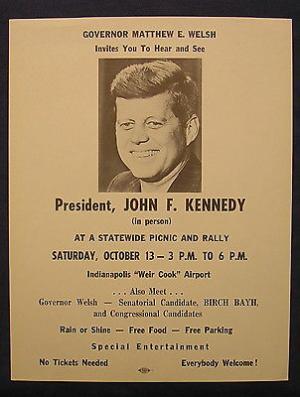 GOVERNOR MATTHEW E. WELSH
Invites You To Hear and See
President, JOHN F. KENNEDY
(In person)
AT A STATEWIDE PICNIC AND RALLY
SATURDAY, OCTOBER 13 — 3 P.M. TO 6 P.M.
Indianapolis "Weir Cook" Airport
. . . Also Meet . . .
Governor Welsh — Senatorial Candidate, BIRCH BAYH,
and Congressional Candidates
Rain or Shine — Free Food — Free Parking
Special Entertainment
No Tickets Needed Everybody Welcome!